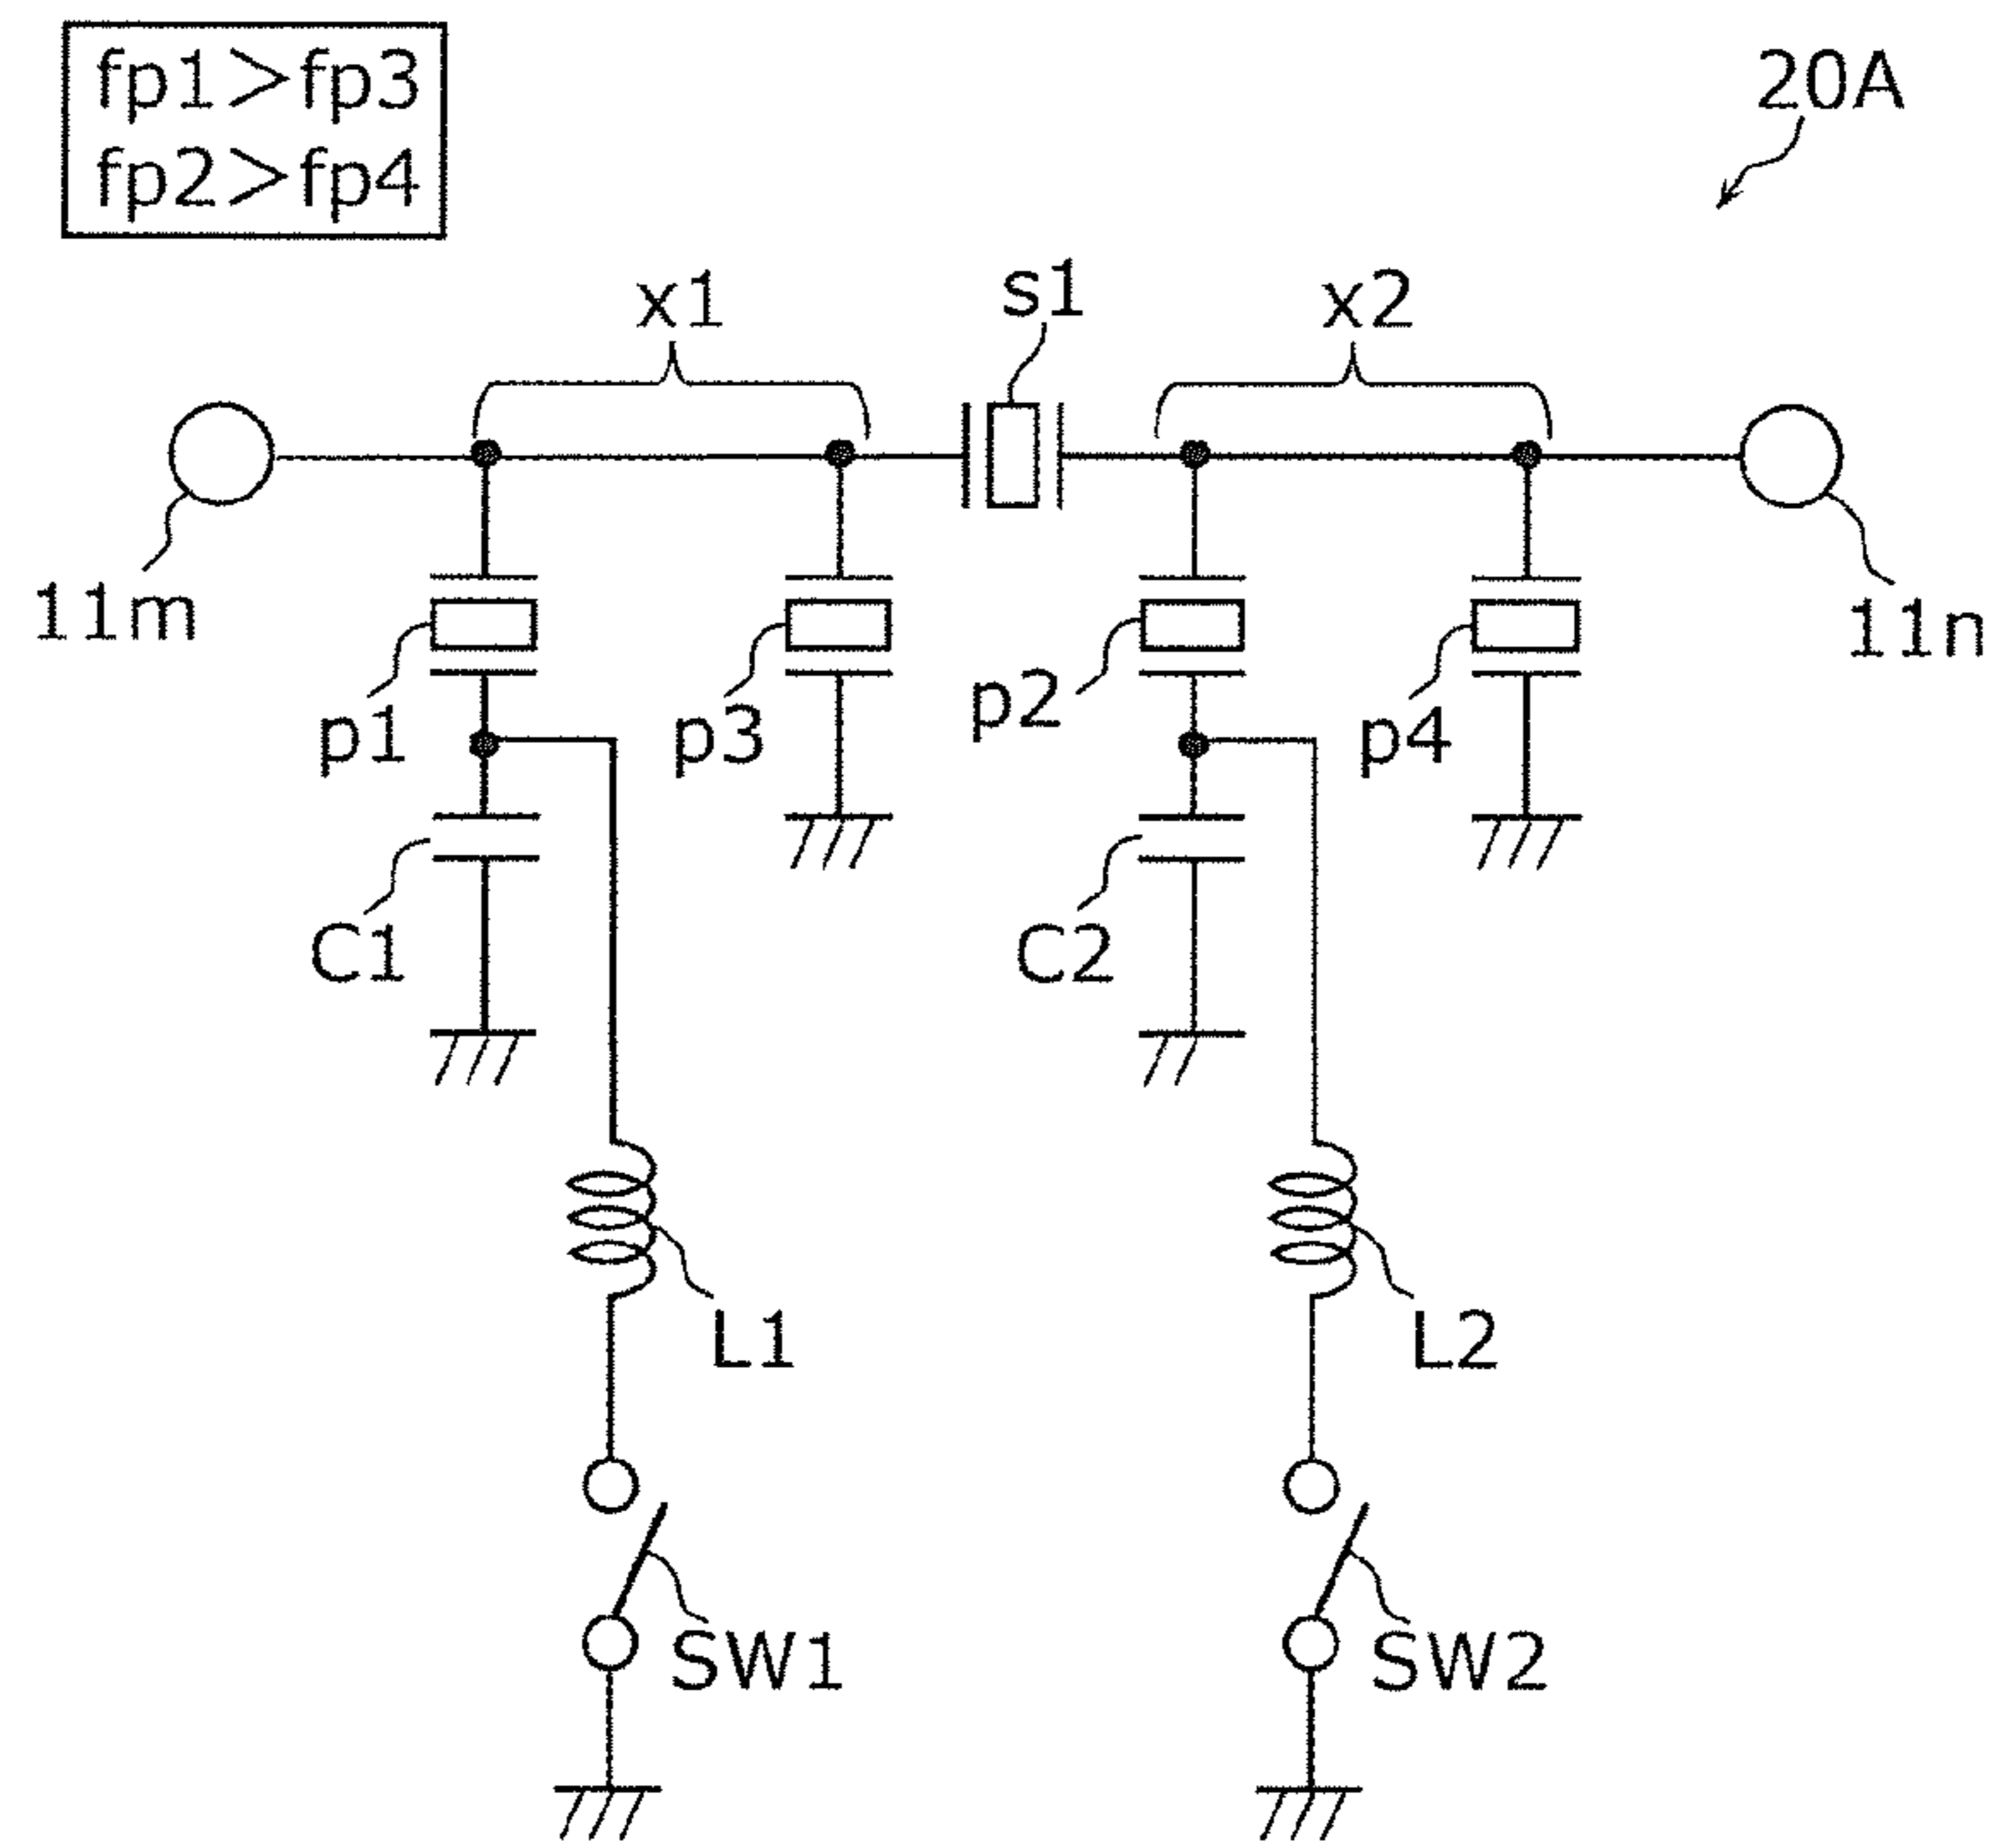 fp1>fp3
fp2>fp4
20A
x1
s1
x2
11m
11n
p1
p3
p2
p4
C1
C2
L1
L2
SW1
SW2